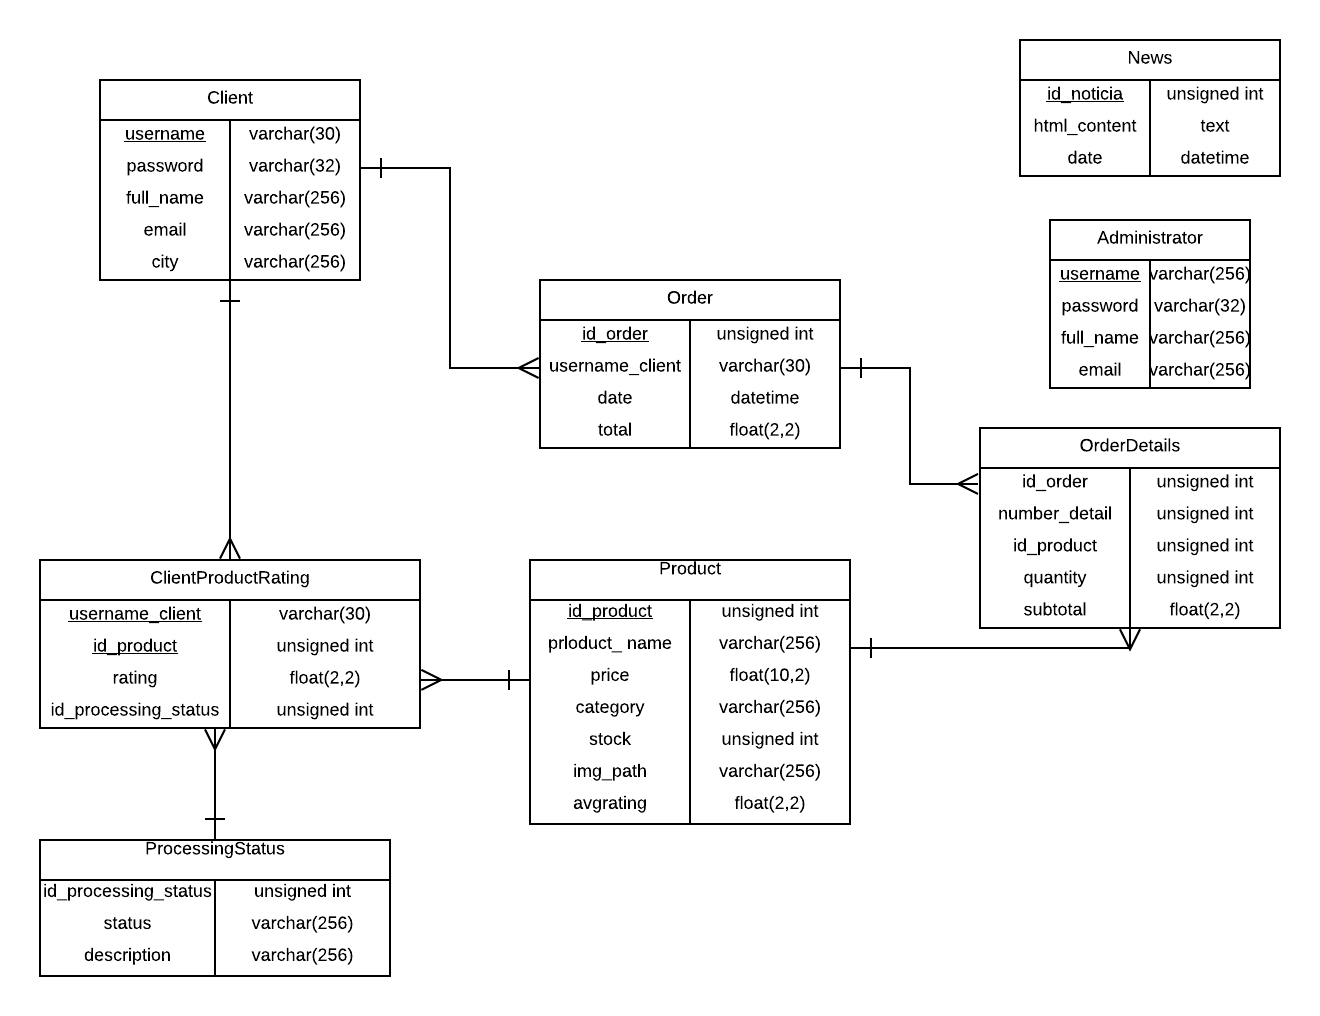 News
id_noticia unsigned int
html_content text
date datetime
Client
username varchar(30)
password varchar(32)
full_name varchar(256)
email varchar(256)
city varchar(256)
Administrator
username varchar(256)
password varchar(32)
full_name varchar(256)
email varchar(256)
Order
id_order unsigned int
username_client varchar(30)
date datetime
total float(2,2)
OrderDetails
id_order unsigned int
number_detail unsigned int
id_product unsigned int
quantity unsigned int
subtotal float(2,2)
ClientProductRating
username_client varchar(30)
id_product unsigned int
rating float(2,2)
id_processing_status unsigned int
Product
id_product unsigned int
prloduct_ name varchar(256)
price float(10,2)
category varchar(256)
stock unsigned int
img_path varchar(256)
avgrating float(2,2)
ProcessingStatus
id_processing_status unsigned int
status varchar(256)
description varchar(256)